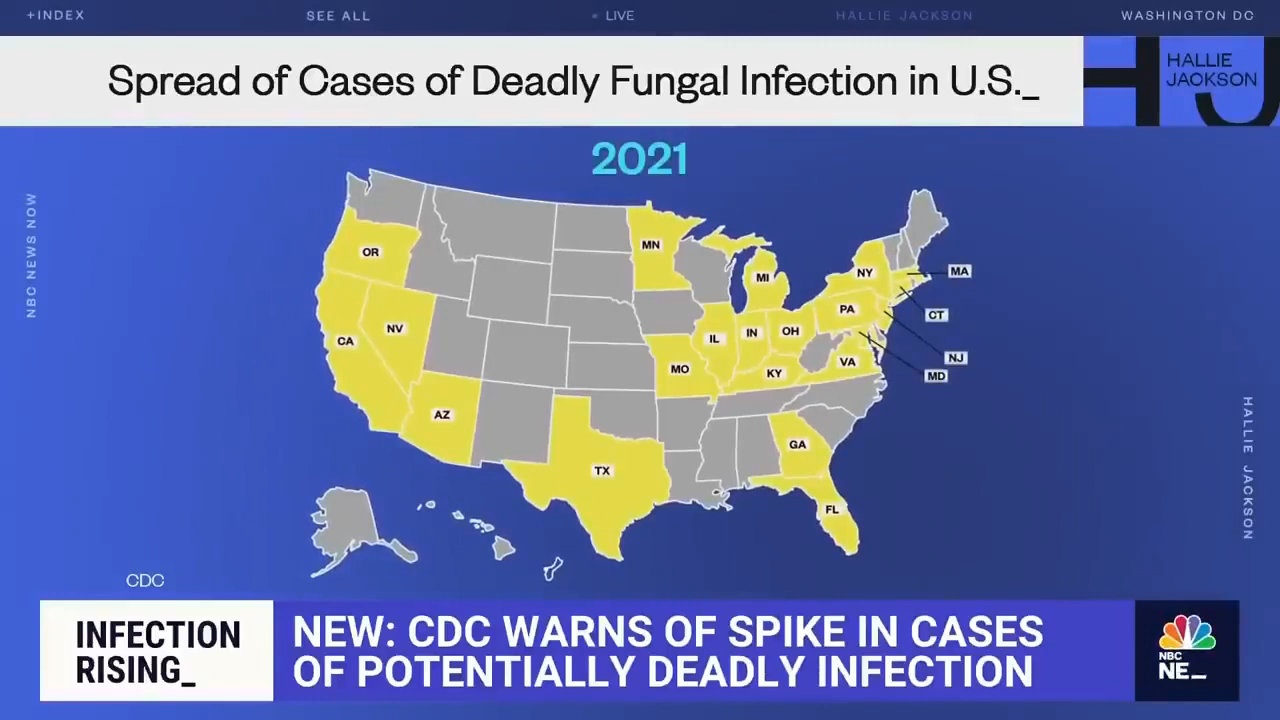 +INDEX
SEE ALL
LIVE
HALLIE JACKSON
WASHINGTON DC
Spread of Cases of Deadly Fungal Infection in U.S._
HJ
HALLIE
JACKSON
2021
NBC NEWS NOW
OR
MN
MI
NY
MA
CA
NV
IL
IN
OH
PA
CT
MO
KY
VA
NJ
MD
AZ
GA
TX
FL
HALLIE JACKSON
CDC
INFECTION
RISING_
NEW: CDC WARNS OF SPIKE IN CASES
OF POTENTIALLY DEADLY INFECTION
NBC
NE_